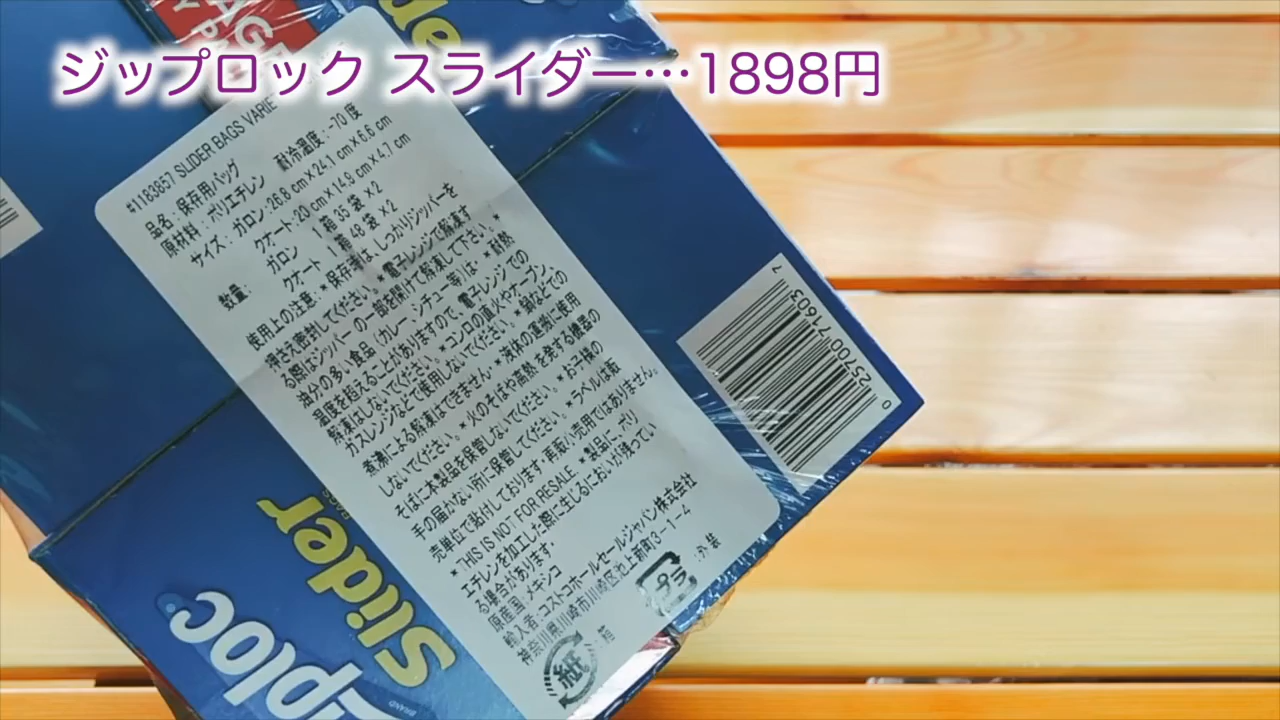 ジップロック スライダー…1898円
#1183857 SLIDER BAGS VARIE
品名:保存用バッグ
原材料:ポリエチレン 耐冷温度:-70度
サイズ:ガロン:26.8cm×24.1cm×6.6cm
クオート:20cm×14.9cm×4.7cm
数量: ガロン 1箱35袋×2
クオート 1箱48袋×2
使用上の注意:*保存時は、しっかりジッパーを
押さえ密封してください。*電子レンジで解凍す
る際はジッパーの一部を開けて解凍して下さい。*
油分の多い食品(カレー、シチュー等)は、*耐熱
温度を超えることがありますので、電子レンジでの
解凍はしないでください。*コンロの直火やオーブン、
ガスレンジなどで使用しないでください。*鍋などでの
煮沸による解凍はできません。*液体の運搬に使用
しないでください。*火のそばや高熱を発する機器の
そばに本製品を保管しないでください。*お子様の
手の届かない所に保管してください。*ラベルは販
売単位で貼付しております・再販小売用ではありません。
*THIS IS NOT FOR RESALE. *製品に、ポリ
エチレンを加工した際に生じるにおいが残ってい
る場合があります・
原産国:メキシコ
輸入者:コストコホールセールジャパン株式会社
神奈川県川崎市川崎区池上新町3-1-4
紙:箱
プラ:外装
0 25700 71603 7
Slider
BAGS
ploc
BRAND